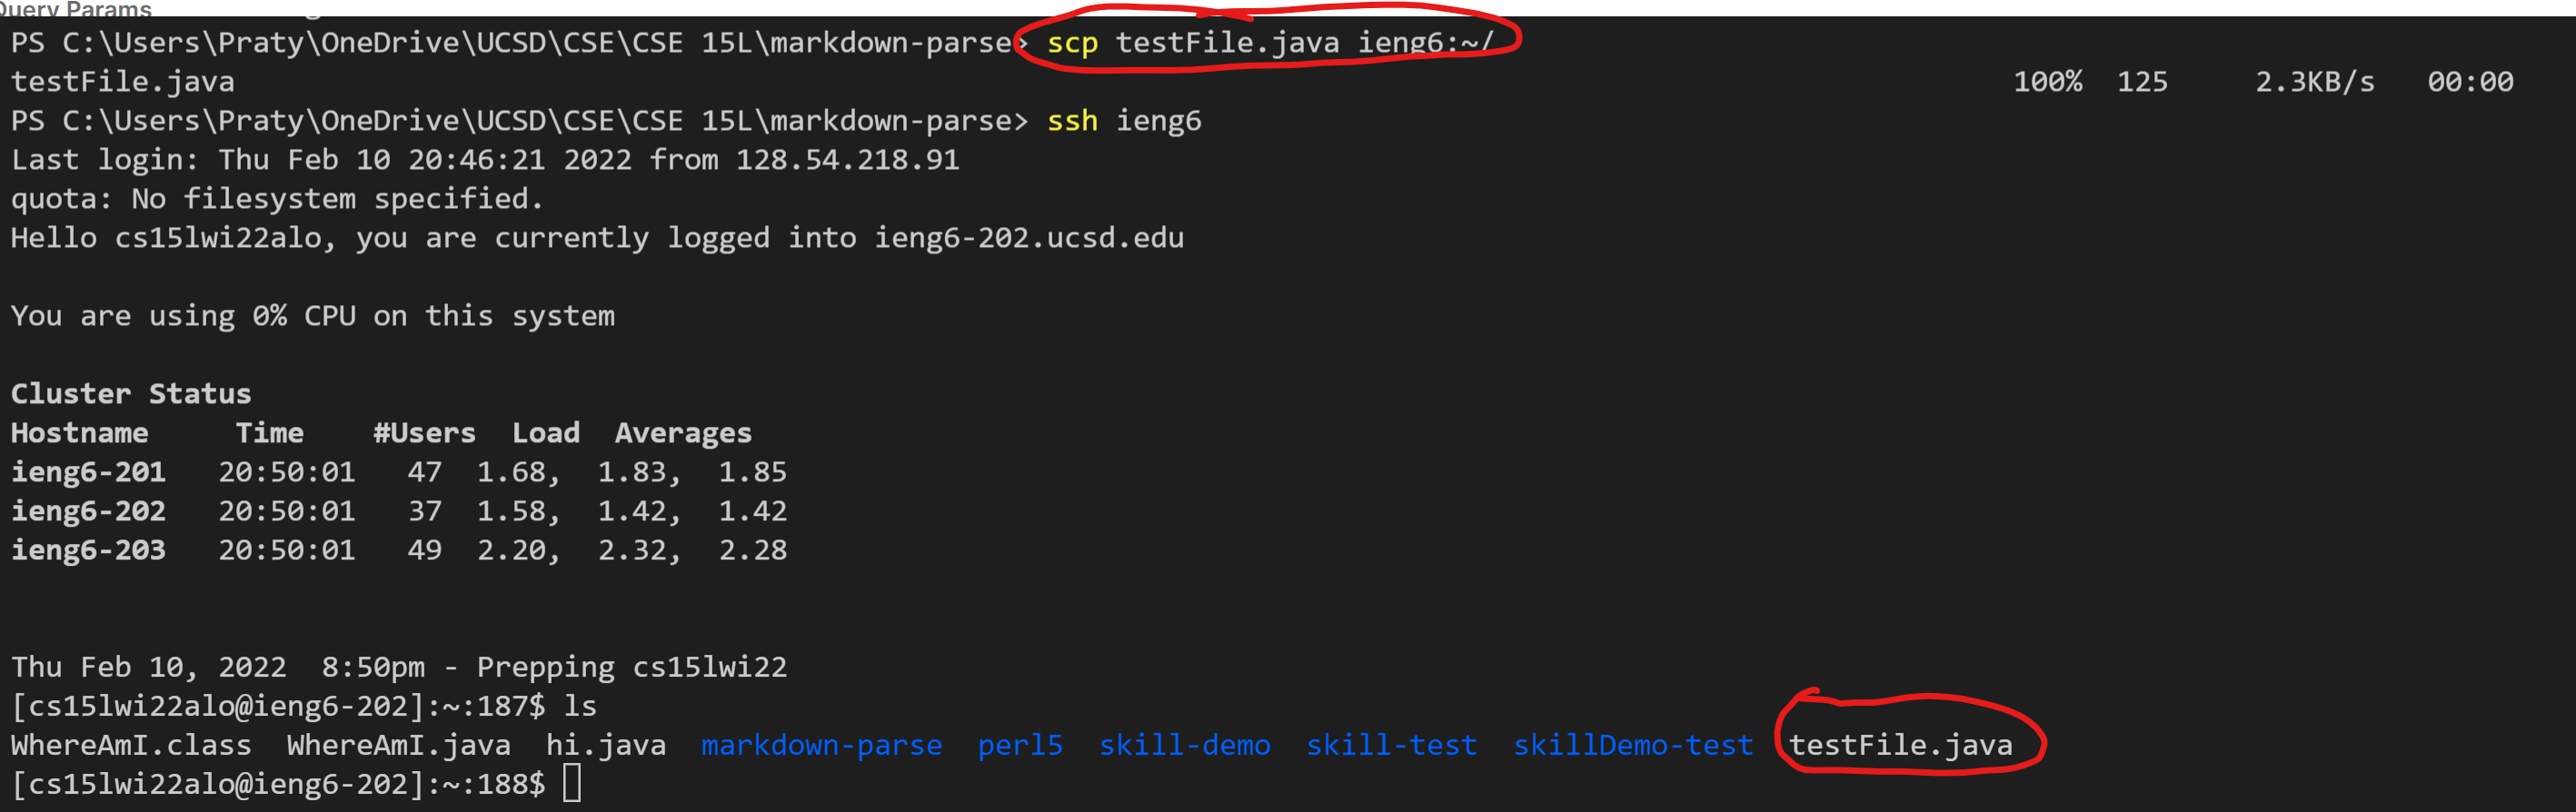 Query Params
PS C:\Users\Praty\OneDrive\UCSD\CSE\CSE 15L\markdown-parse> scp testFile.java ieng6:~/
testFile.java 100% 125 2.3KB/s 00:00
PS C:\Users\Praty\OneDrive\UCSD\CSE\CSE 15L\markdown-parse> ssh ieng6
Last login: Thu Feb 10 20:46:21 2022 from 128.54.218.91
quota: No filesystem specified.
Hello cs15lwi22alo, you are currently logged into ieng6-202.ucsd.edu
You are using 0% CPU on this system
Cluster Status
Hostname Time #Users Load Averages
ieng6-201 20:50:01 47 1.68, 1.83, 1.85
ieng6-202 20:50:01 37 1.58, 1.42, 1.42
ieng6-203 20:50:01 49 2.20, 2.32, 2.28
Thu Feb 10, 2022 8:50pm - Prepping cs15lwi22
[cs15lwi22alo@ieng6-202]:~:187$ ls
WhereAmI.class WhereAmI.java hi.java markdown-parse perl5 skill-demo skill-test skillDemo-test testFile.java
[cs15lwi22alo@ieng6-202]:~:188$